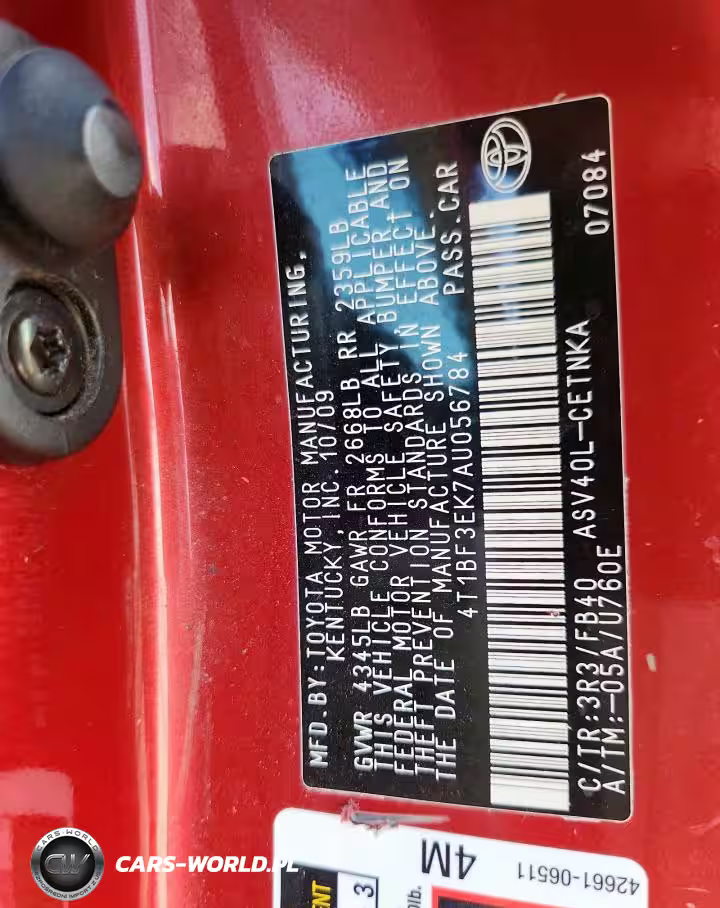 MFD.BY:TOYOTA MOTOR MANUFACTURING,
KENTUCKY, INC. 10/09
GVWR 4345LB GAWR FR 2668LB RR 2359LB
THIS VEHICLE CONFORMS TO ALL APPLICABLE
FEDERAL MOTOR VEHICLE SAFETY, BUMPER,AND
THEFT PREVENTION STANDARDS IN EFFECT ON
THE DATE OF MANUFACTURE SHOWN ABOVE.
4T1BF3EK7AU056784 PASS.CAR
C/TR:3R3/FB40 ASV40L-CETNKA 07084
A/TM:-05A/U760E
4M
42661-06511
CARS-WORLD
CW
CARS-WORLD.PL